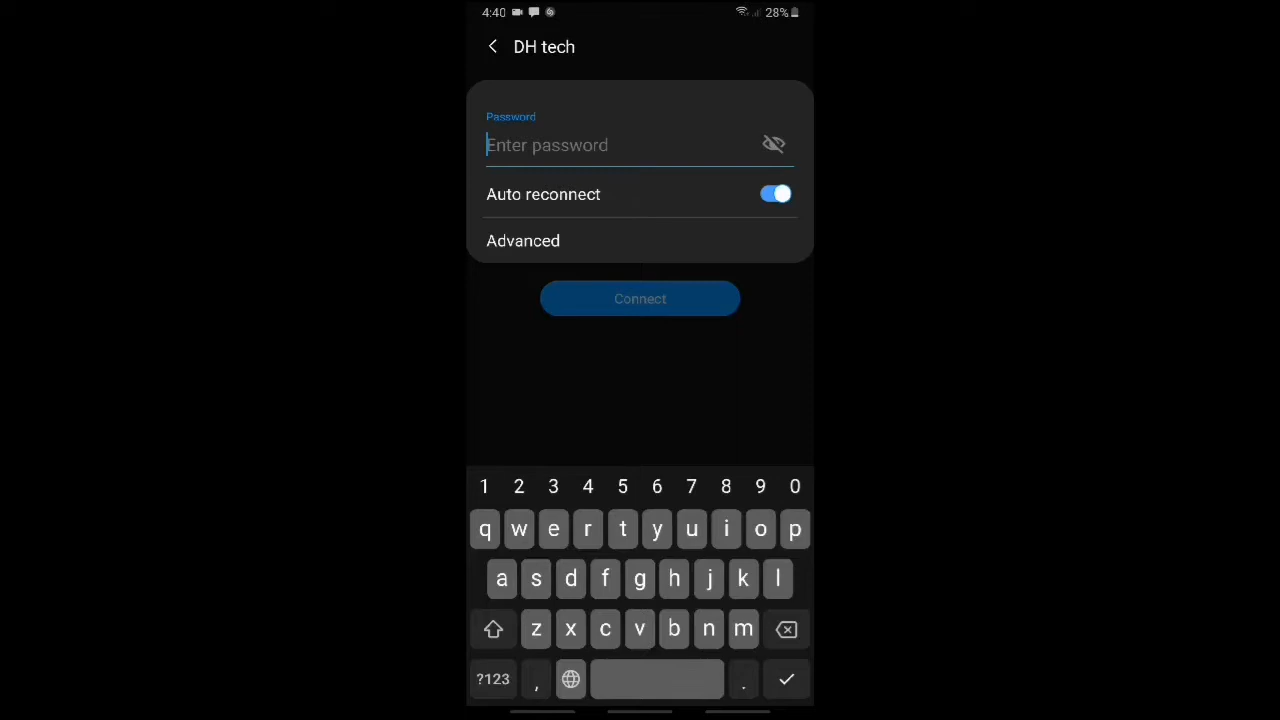 4:40 28%
DH tech
Password
Enter password
Auto reconnect
Advanced
Connect
1 2 3 4 5 6 7 8 9 0
q w e r t y u i o p
a s d f g h j k l
z x c v b n m
?123 , .